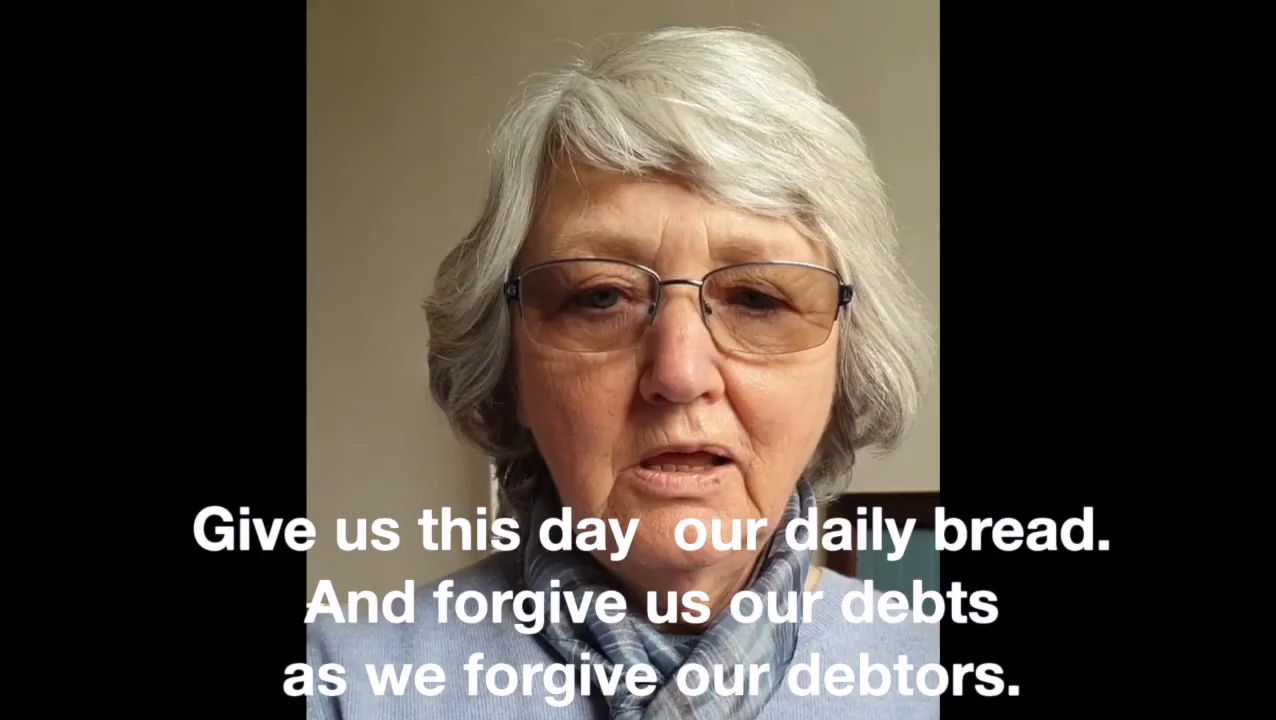 Give us this day our daily bread.
And forgive us our debts
as we forgive our debtors.